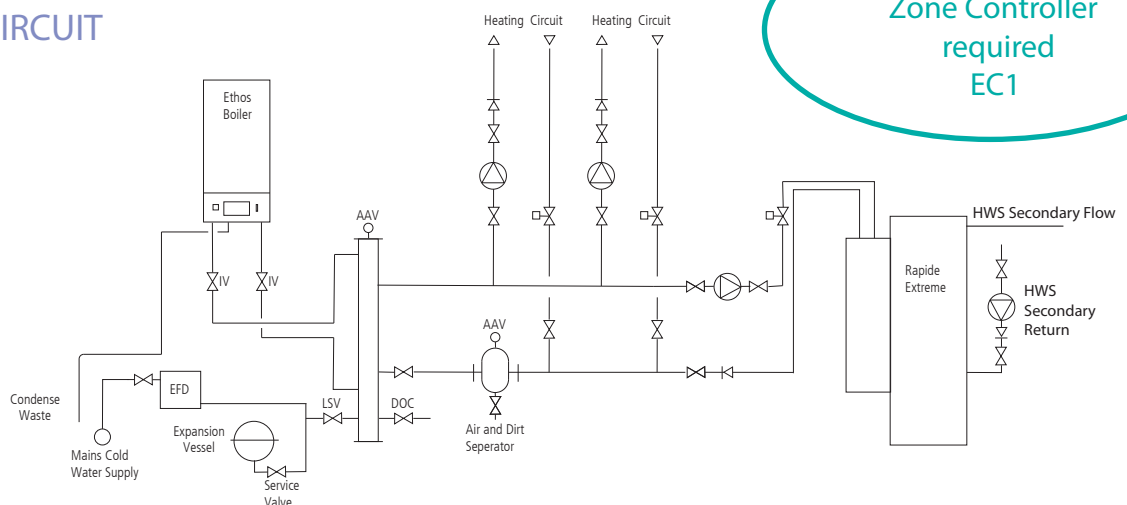 IRCUIT
Heating Circuit
Heating Circuit
Zone Controller
required
EC1
Ethos
Boiler
AAV
HWS Secondary Flow
IV
IV
Rapide
Extreme
HWS
Secondary
Return
AAV
EFD
LSV
DOC
Condense
Waste
Expansion
Vessel
Air and Dirt
Seperator
Mains Cold
Water Supply
Service
Valve